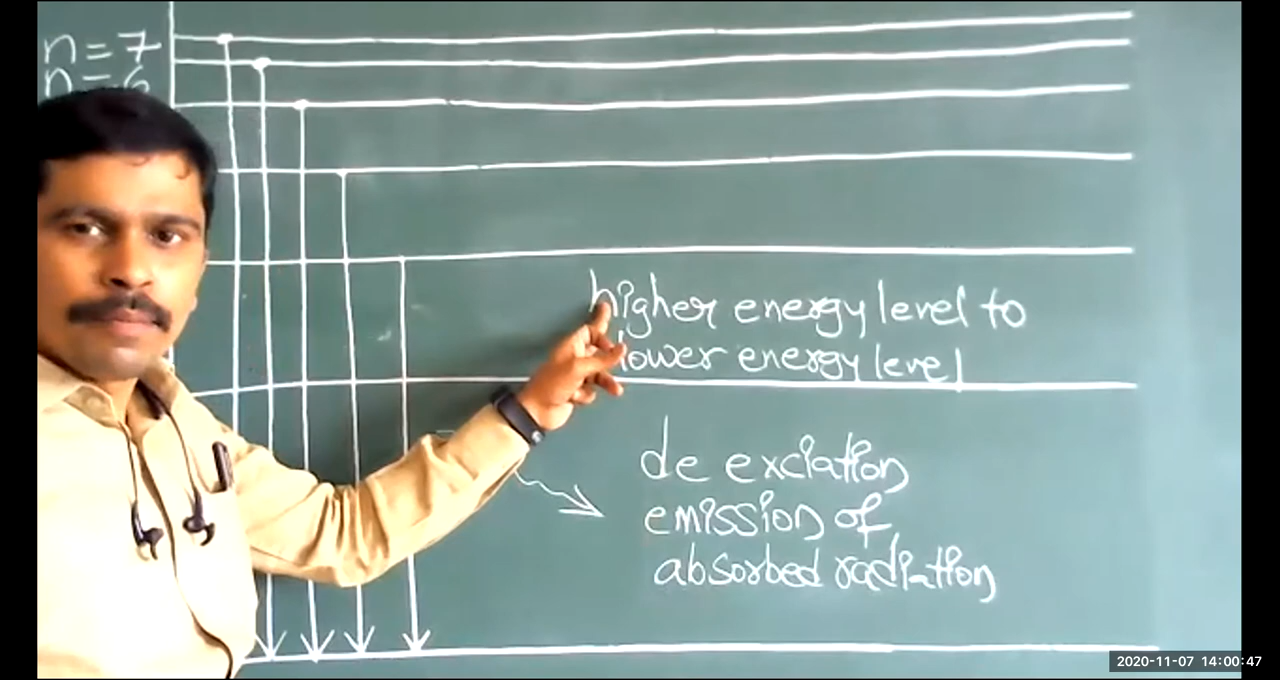 n = 7
n = 6
higher energy level to
lower energy level
de exciation
emission of
absorbed radiation
2020-11-07 14:00:47